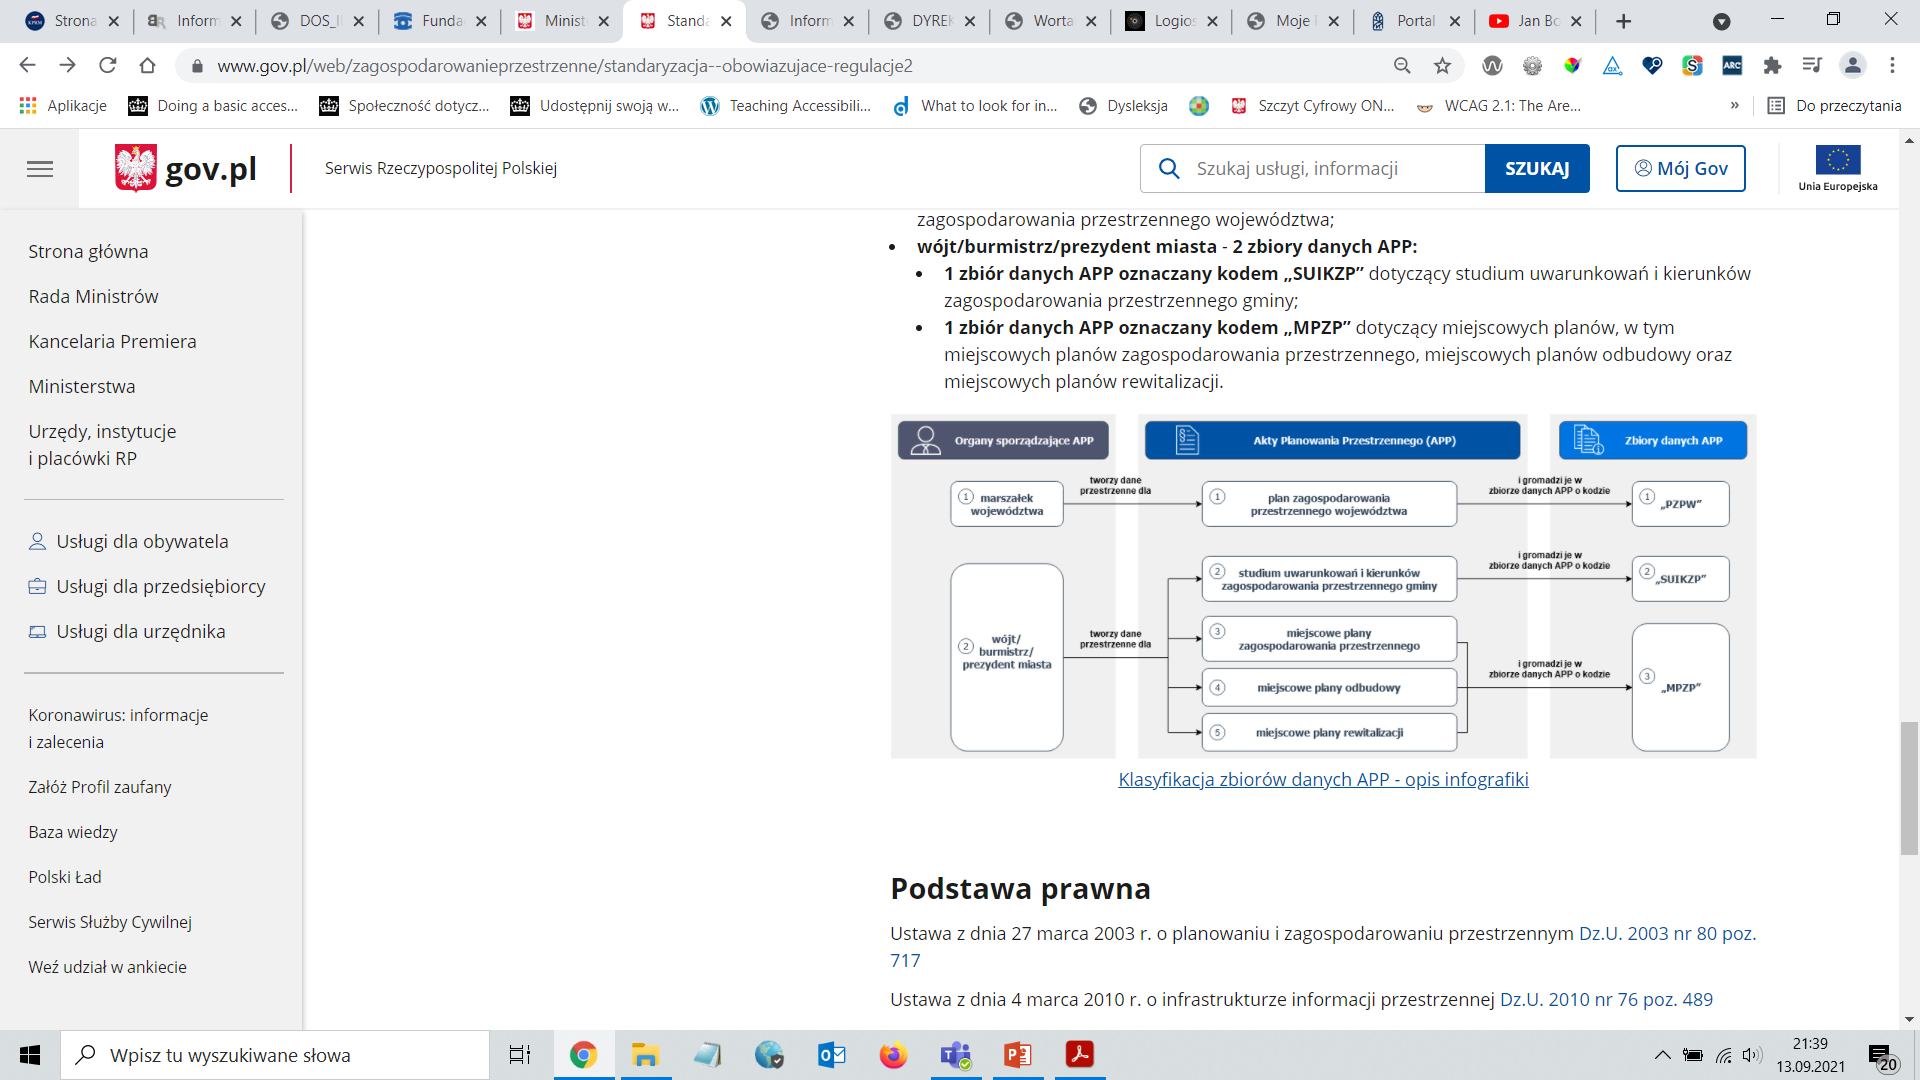 Strona
Inform
DOS_I
Funda
Minist
Standa
Inform
DYREK
Worta
Logios
Moje
Portal
Jan Bo
www.gov.pl/web/zagospodarowanieprzestrzenne/standaryzacja--obowiazujace-regulacje2
ARC
Aplikacje
Doing a basic acces...
Społeczność dotycz...
Udostępnij swoją w...
Teaching Accessibili...
What to look for in...
Dysleksja
Szczyt Cyfrowy ON...
WCAG 2.1: The Are...
»
Do przeczytania
gov.pl
Serwis Rzeczypospolitej Polskiej
Szukaj usługi, informacji
SZUKAJ
Mój Gov
Unia Europejska
Strona główna
Rada Ministrów
Kancelaria Premiera
Ministerstwa
Urzędy, instytucje
i placówki RP
Usługi dla obywatela
Usługi dla przedsiębiorcy
Usługi dla urzędnika
Koronawirus: informacje
i zalecenia
Załóż Profil zaufany
Baza wiedzy
Polski Ład
Serwis Służby Cywilnej
Weź udział w ankiecie
zagospodarowania przestrzennego województwa;
• wójt/burmistrz/prezydent miasta - 2 zbiory danych APP:
• 1 zbiór danych APP oznaczany kodem „SUIKZP” dotyczący studium uwarunkowań i kierunków
zagospodarowania przestrzennego gminy;
• 1 zbiór danych APP oznaczany kodem „MPZP” dotyczący miejscowych planów, w tym
miejscowych planów zagospodarowania przestrzennego, miejscowych planów odbudowy oraz
miejscowych planów rewitalizacji.
Organy sporządzające APP
Akty Planowania Przestrzennego (APP)
Zbiory danych APP
1 marszałek
województwa
tworzy dane
przestrzenne dla
1 plan zagospodarowania
przestrzennego województwa
i gromadzi je w
zbiorze danych APP o kodzie
1 „PZPW”
2 wójt/
burmistrz/
prezydent miasta
tworzy dane
przestrzenne dla
2 studium uwarunkowań i kierunków
zagospodarowania przestrzennego gminy
i gromadzi je w
zbiorze danych APP o kodzie
2 „SUIKZP”
3 miejscowe plany
zagospodarowania przestrzennego
4 miejscowe plany odbudowy
5 miejscowe plany rewitalizacji
i gromadzi je w
zbiorze danych APP o kodzie
3 „MPZP”
Klasyfikacja zbiorów danych APP - opis infografiki
Podstawa prawna
Ustawa z dnia 27 marca 2003 r. o planowaniu i zagospodarowaniu przestrzennym Dz.U. 2003 nr 80 poz.
717
Ustawa z dnia 4 marca 2010 r. o infrastrukturze informacji przestrzennej Dz.U. 2010 nr 76 poz. 489
Wpisz tu wyszukiwane słowa
21:39
13.09.2021
20